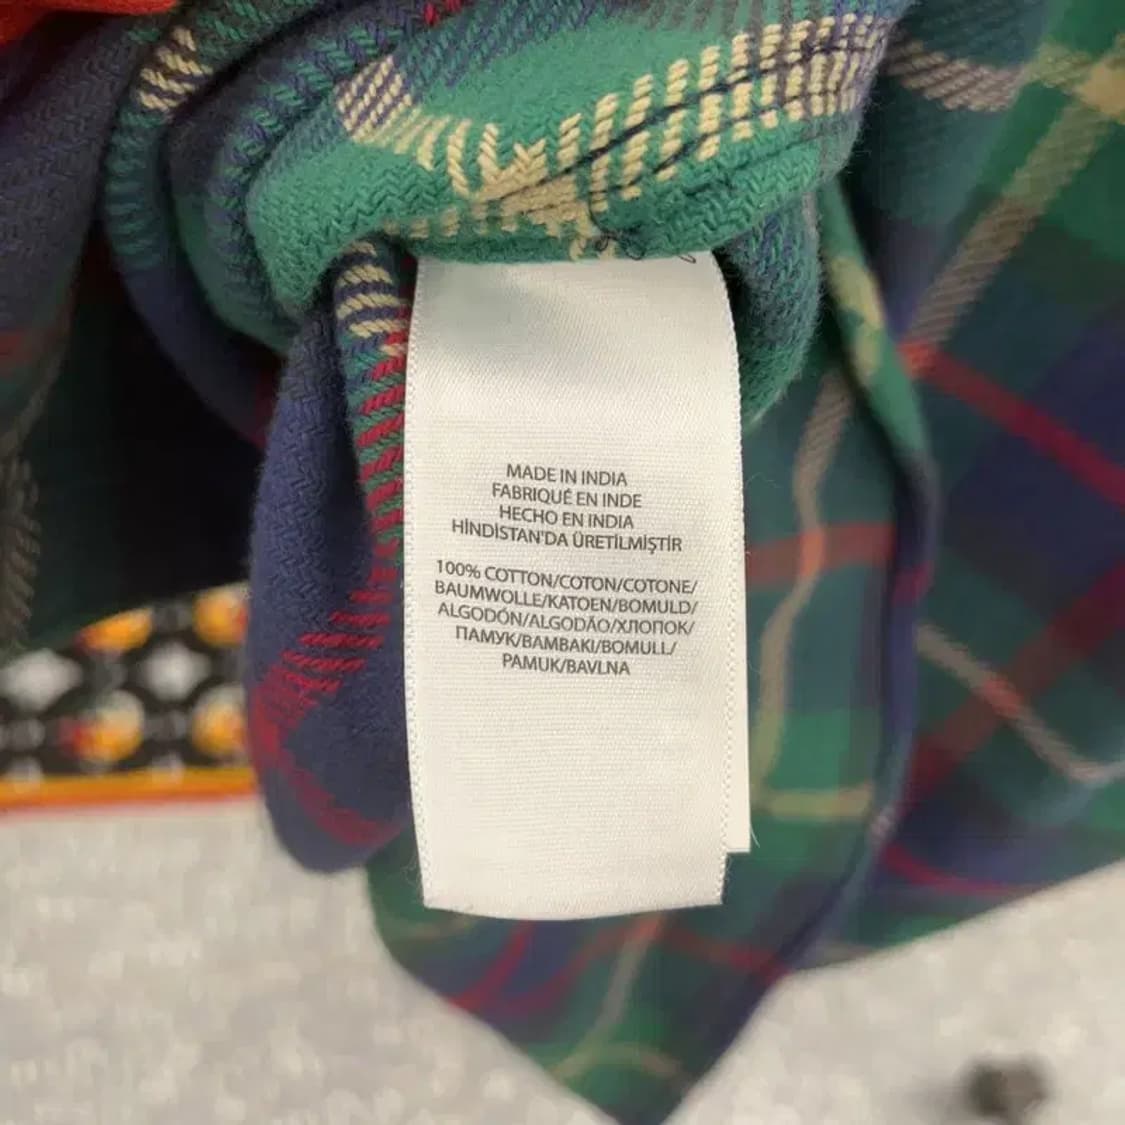 MADE IN INDIA
FABRIQUÉ EN INDE
HECHO EN INDIA
HİNDİSTAN'DA ÜRETİLMİŞTİR
100% COTTON/COTON/COTONE/
BAUMWOLLE/KATOEN/BOMULD/
ALGODÓN/ALGODÃO/ХЛОПОК/
ПАМУК/BAMBAKI/BOMULL/
PAMUK/BAVLNA